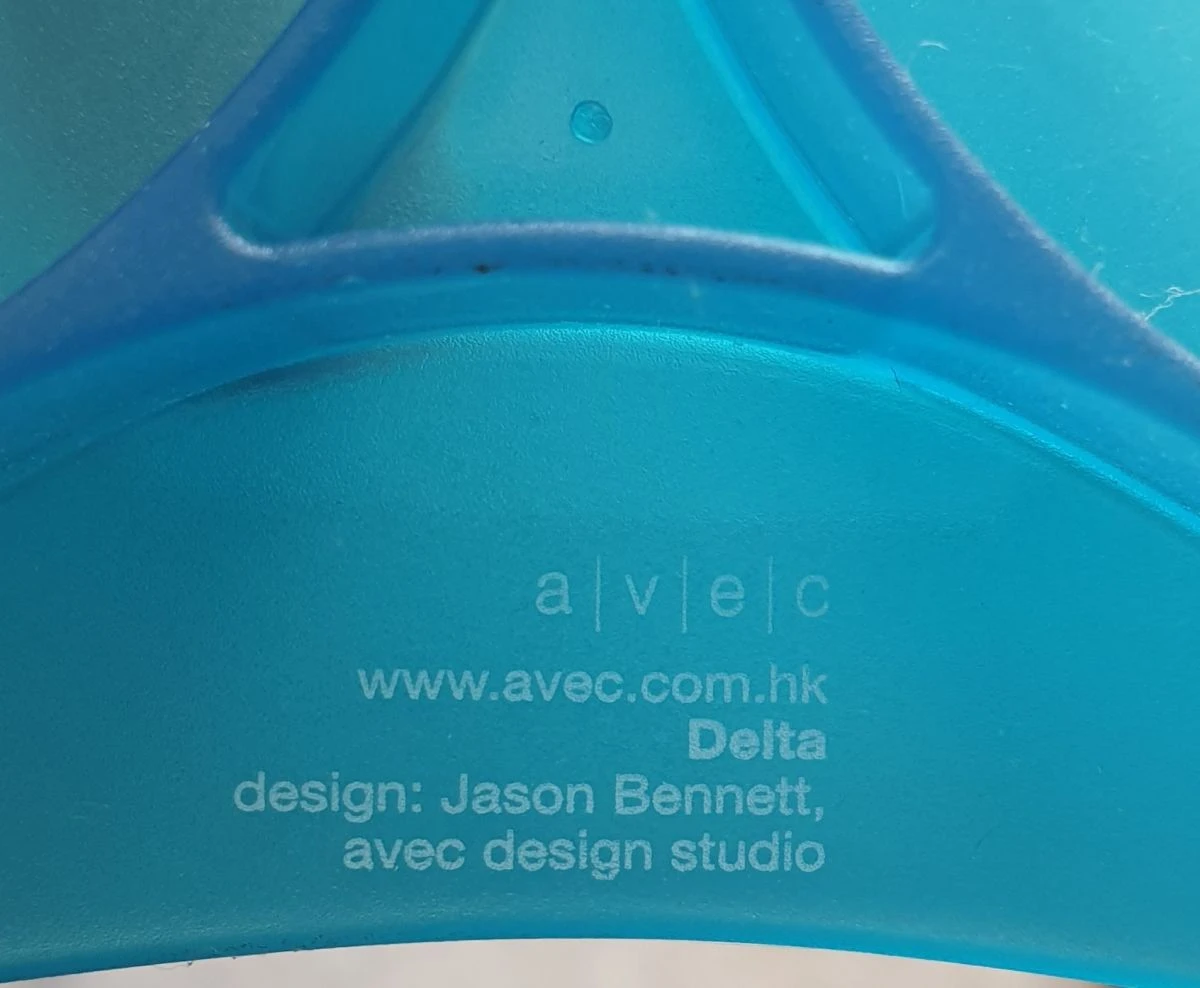 a|v|e|c
www.avec.com.hk
Delta
design: Jason Bennett,
avec design studio